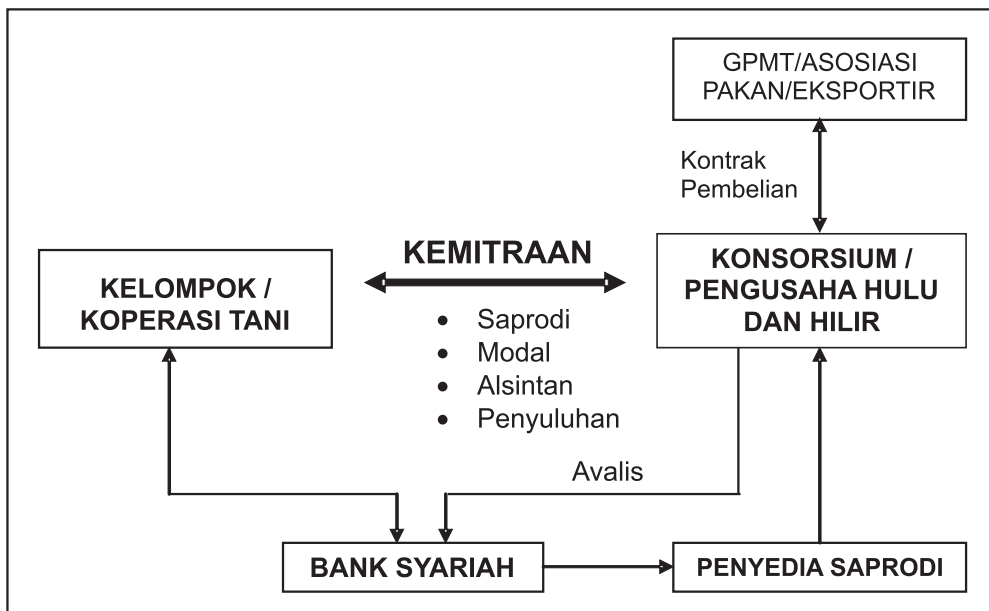 GPMT/ASOSIASI
PAKAN/EKSPORTIR
Kontrak
Pembelian
KEMITRAAN
KELOMPOK /
KOPERASI TANI
KONSORSIUM /
PENGUSAHA HULU
DAN HILIR
• Saprodi
• Modal
• Alsintan
• Penyuluhan
Avalis
BANK SYARIAH
PENYEDIA SAPRODI